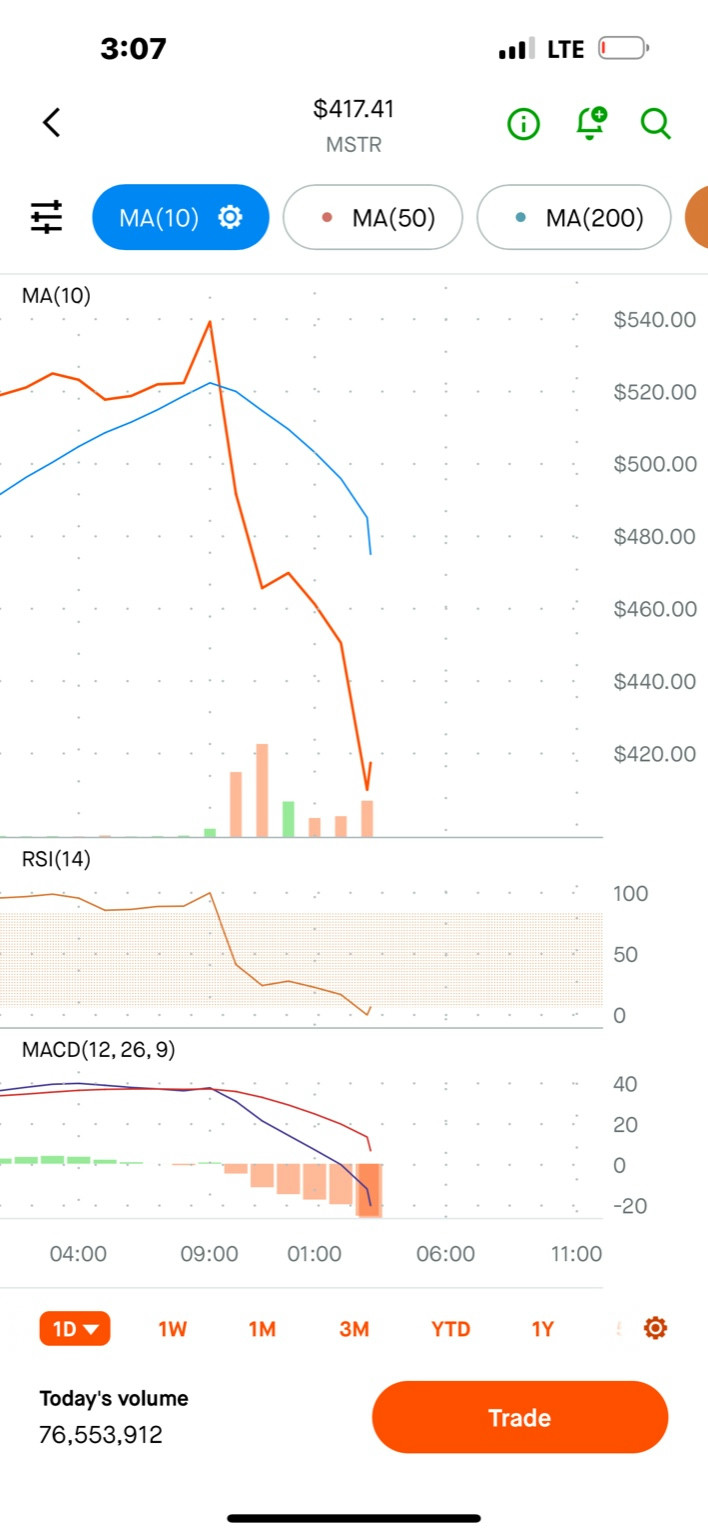 3:07 LTE
$417.41
MSTR
MA(10) MA(50) MA(200)
MA(10)
$540.00
$520.00
$500.00
$480.00
$460.00
$440.00
$420.00
RSI(14)
100
50
0
MACD(12, 26, 9)
40
20
0
-20
04:00 09:00 01:00 06:00 11:00
1D 1W 1M 3M YTD 1Y
Today's volume
76,553,912
Trade